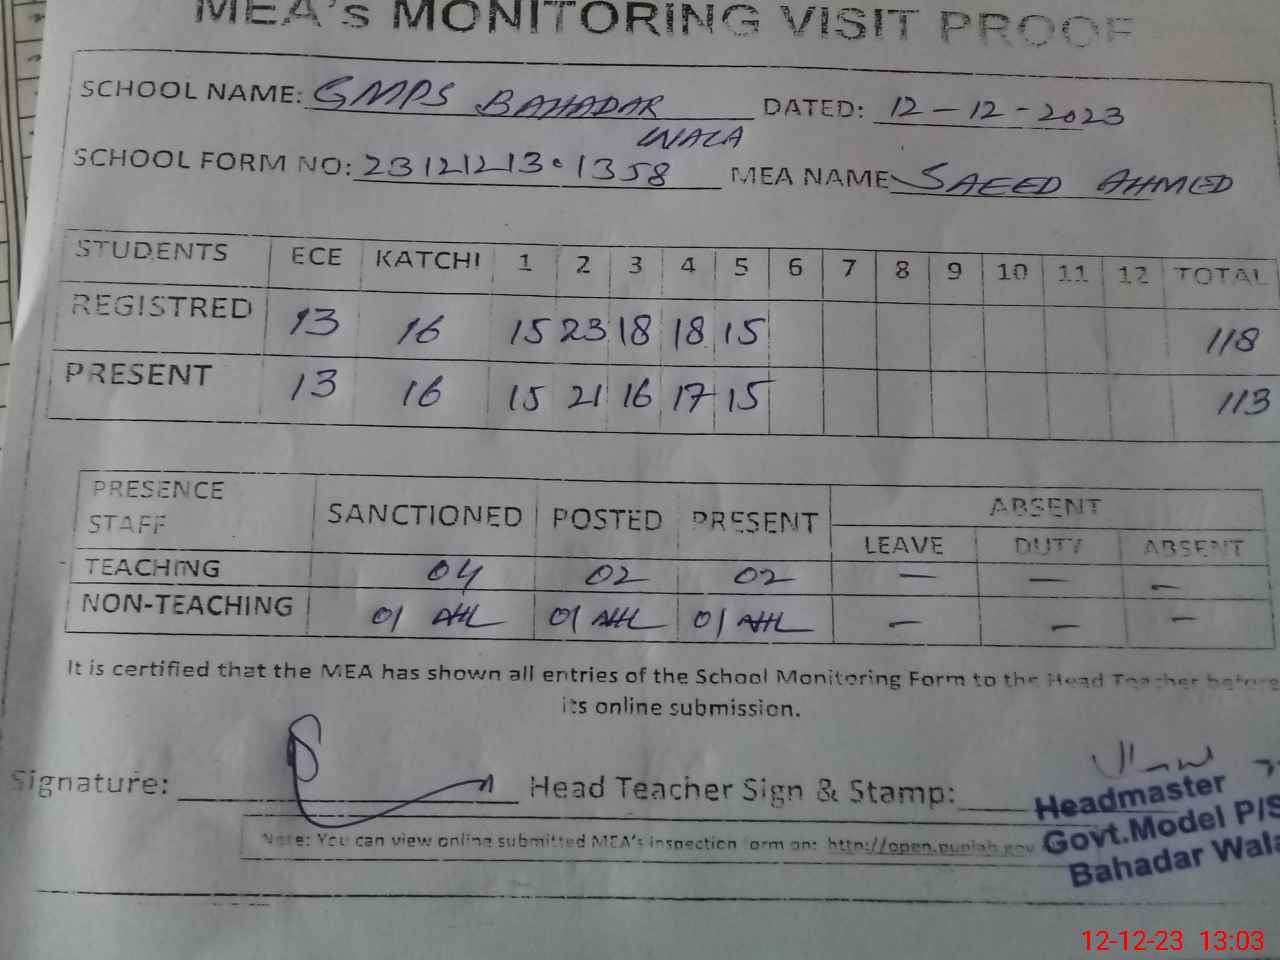 MEA's MONITORING VISIT PROOF
SCHOOL NAME: GMPS BAHADAR WALA DATED: 12-12-2023
SCHOOL FORM NO: 2312121301358 MEA NAME SAEED AHMED
STUDENTS ECE KATCHI 1 2 3 4 5 6 7 8 9 10 11 12 TOTAL
REGISTRED 13 16 15 23 18 18 15 118
PRESENT 13 16 15 21 16 17 15 113
PRESENCE STAFF SANCTIONED POSTED PRESENT ABSENT
LEAVE DUTY ABSENT
TEACHING 04 02 02 — — —
NON-TEACHING 01 AHL 01 AHL 01 AHL — — —
It is certified that the MEA has shown all entries of the School Monitoring Form to the Head Teacher before
its online submission.
Signature: Head Teacher Sign & Stamp:
Headmaster
Govt.Model P/S
Bahadar Wala
Note: You can view online submitted MEA's inspection form on: http://open.punjab.gov
12-12-23 13:03